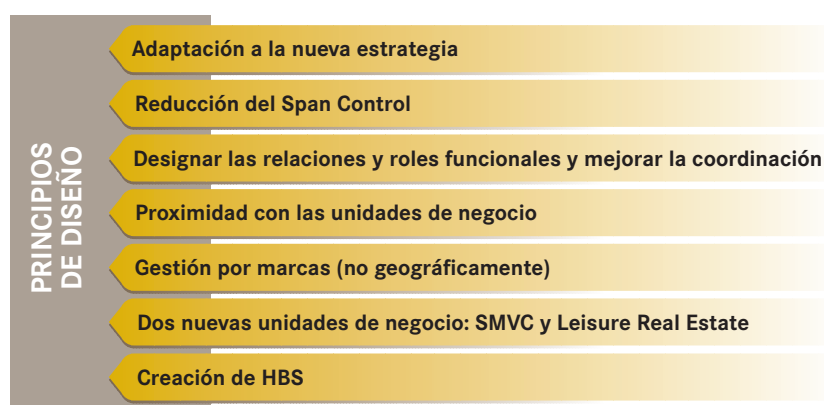 PRINCIPIOS
DE DISEÑO
Adaptación a la nueva estrategia
Reducción del Span Control
Designar las relaciones y roles funcionales y mejorar la coordinación
Proximidad con las unidades de negocio
Gestión por marcas (no geográficamente)
Dos nuevas unidades de negocio: SMVC y Leisure Real Estate
Creación de HBS